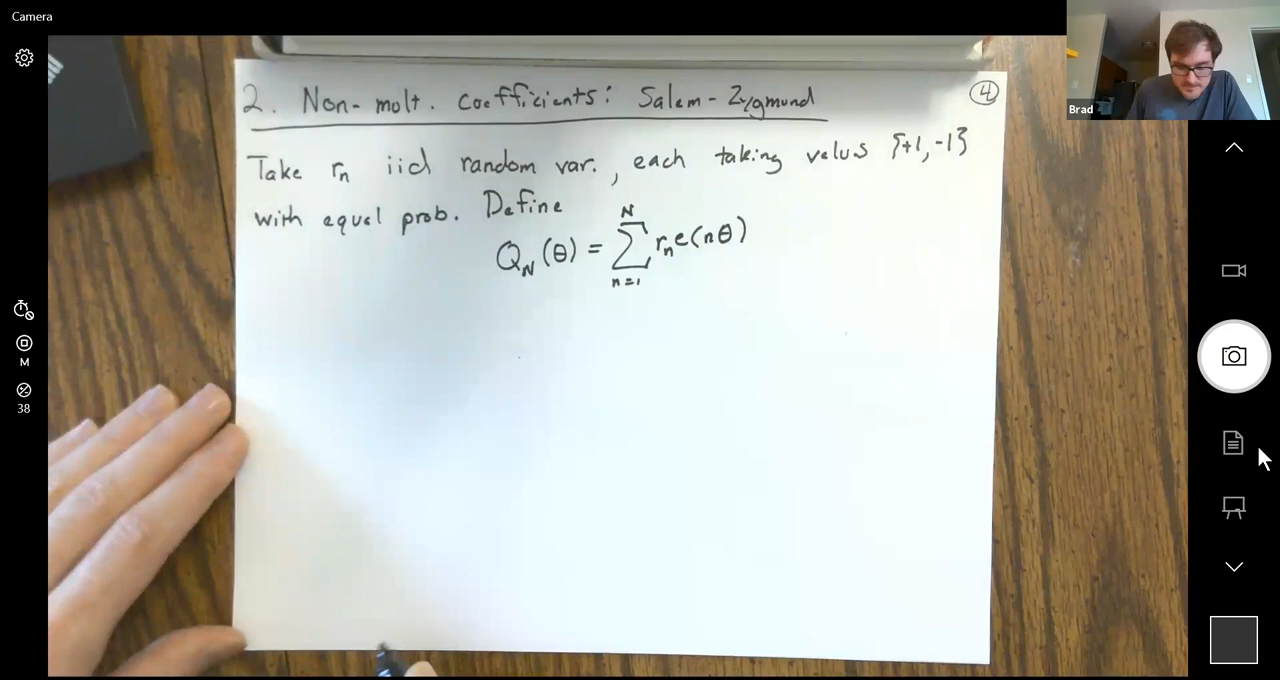 Camera
2. Non-mult. Coefficients: Salem-Zygmund
4
Brad
Take rₙ iid random var., each taking valus {+1, -1}
with equal prob. Define
Q_N(θ) = ∑_{n=1}^{N} rₙe(nθ)
M
38